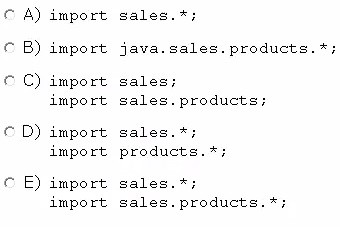 A) import sales.*;
B) import java.sales.products.*;
C) import sales;
import sales.products;
D) import sales.*;
import products.*;
E) import sales.*;
import sales.products.*;